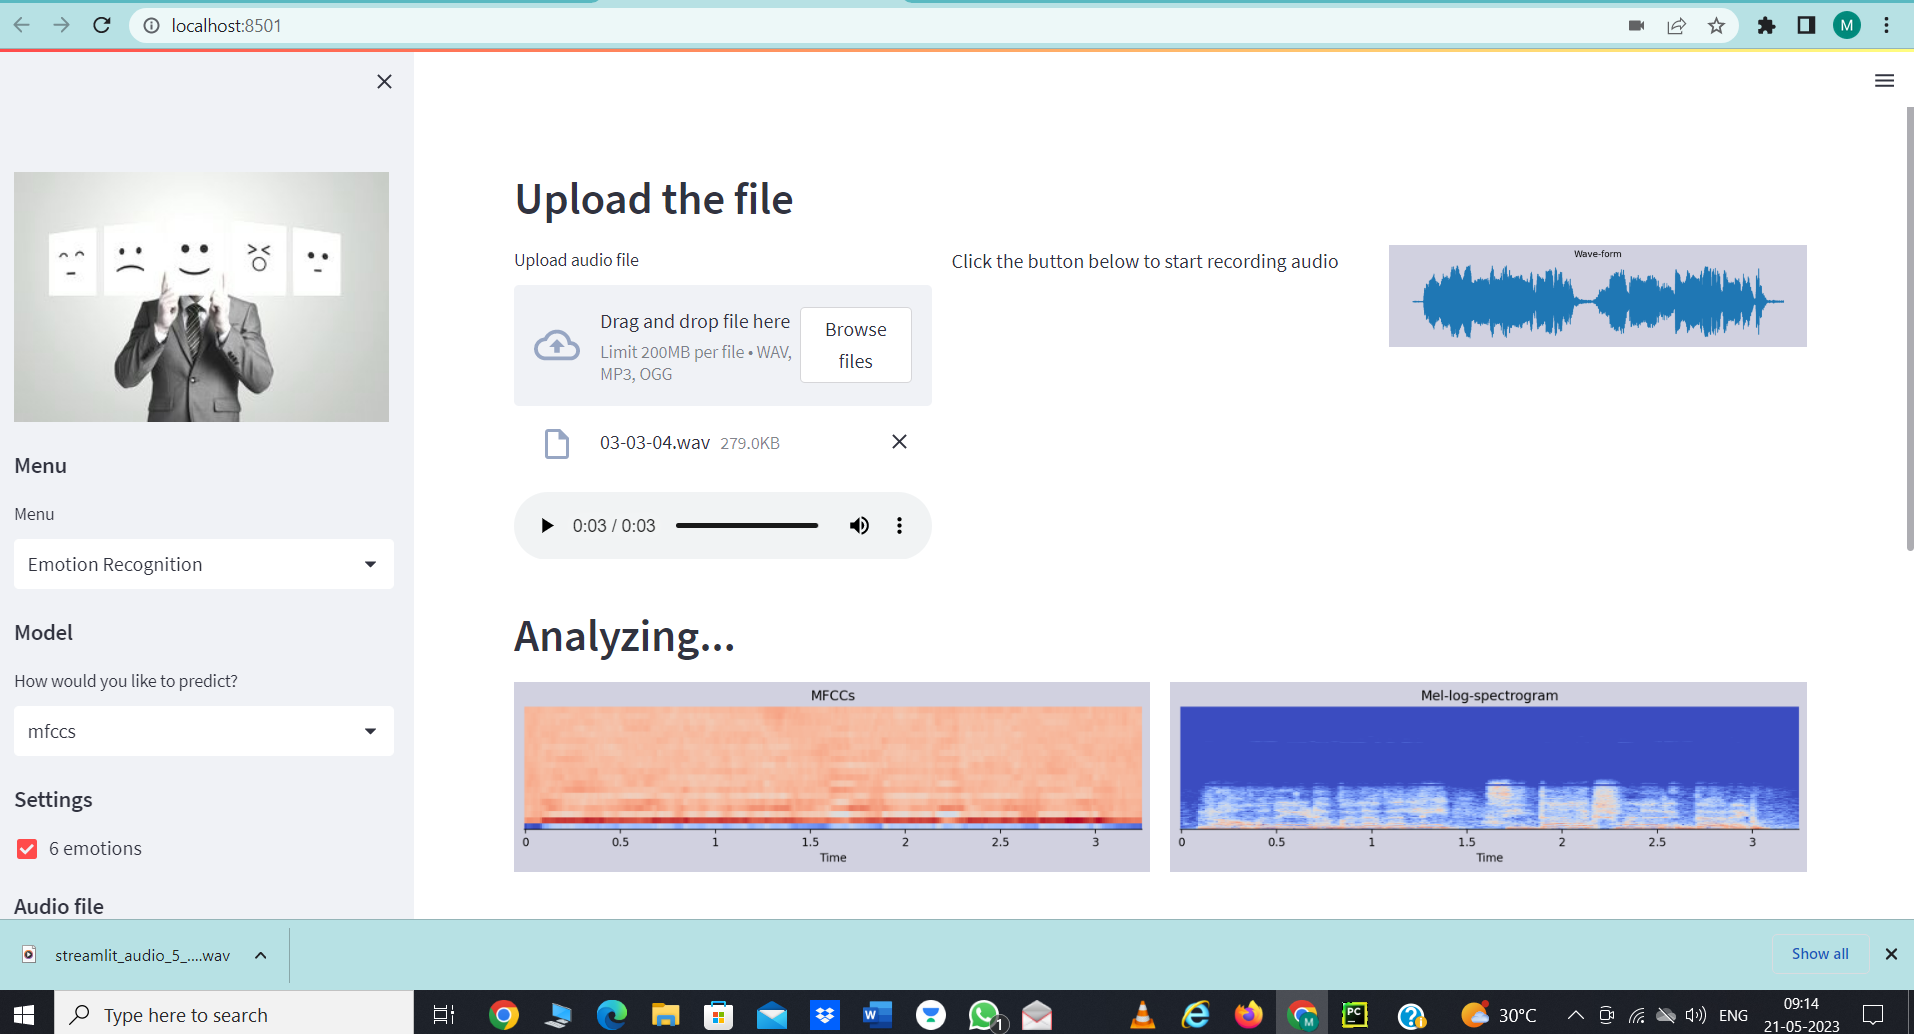 localhost:8501
M
Upload the file
Upload audio file
Drag and drop file here
Limit 200MB per file • WAV,
MP3, OGG
Browse
files
03-03-04.wav 279.0KB
0:03 / 0:03
Click the button below to start recording audio
Wave-form
Menu
Menu
Emotion Recognition
Model
How would you like to predict?
mfccs
Settings
6 emotions
Audio file
Analyzing...
MFCCs
0 0.5 1 1.5 2 2.5 3
Time
Mel-log-spectrogram
0 0.5 1 1.5 2 2.5 3
Time
streamlit_audio_5_....wav
Show all
Type here to search
W
1
M
PC
30°C
ENG
09:14
21-05-2023